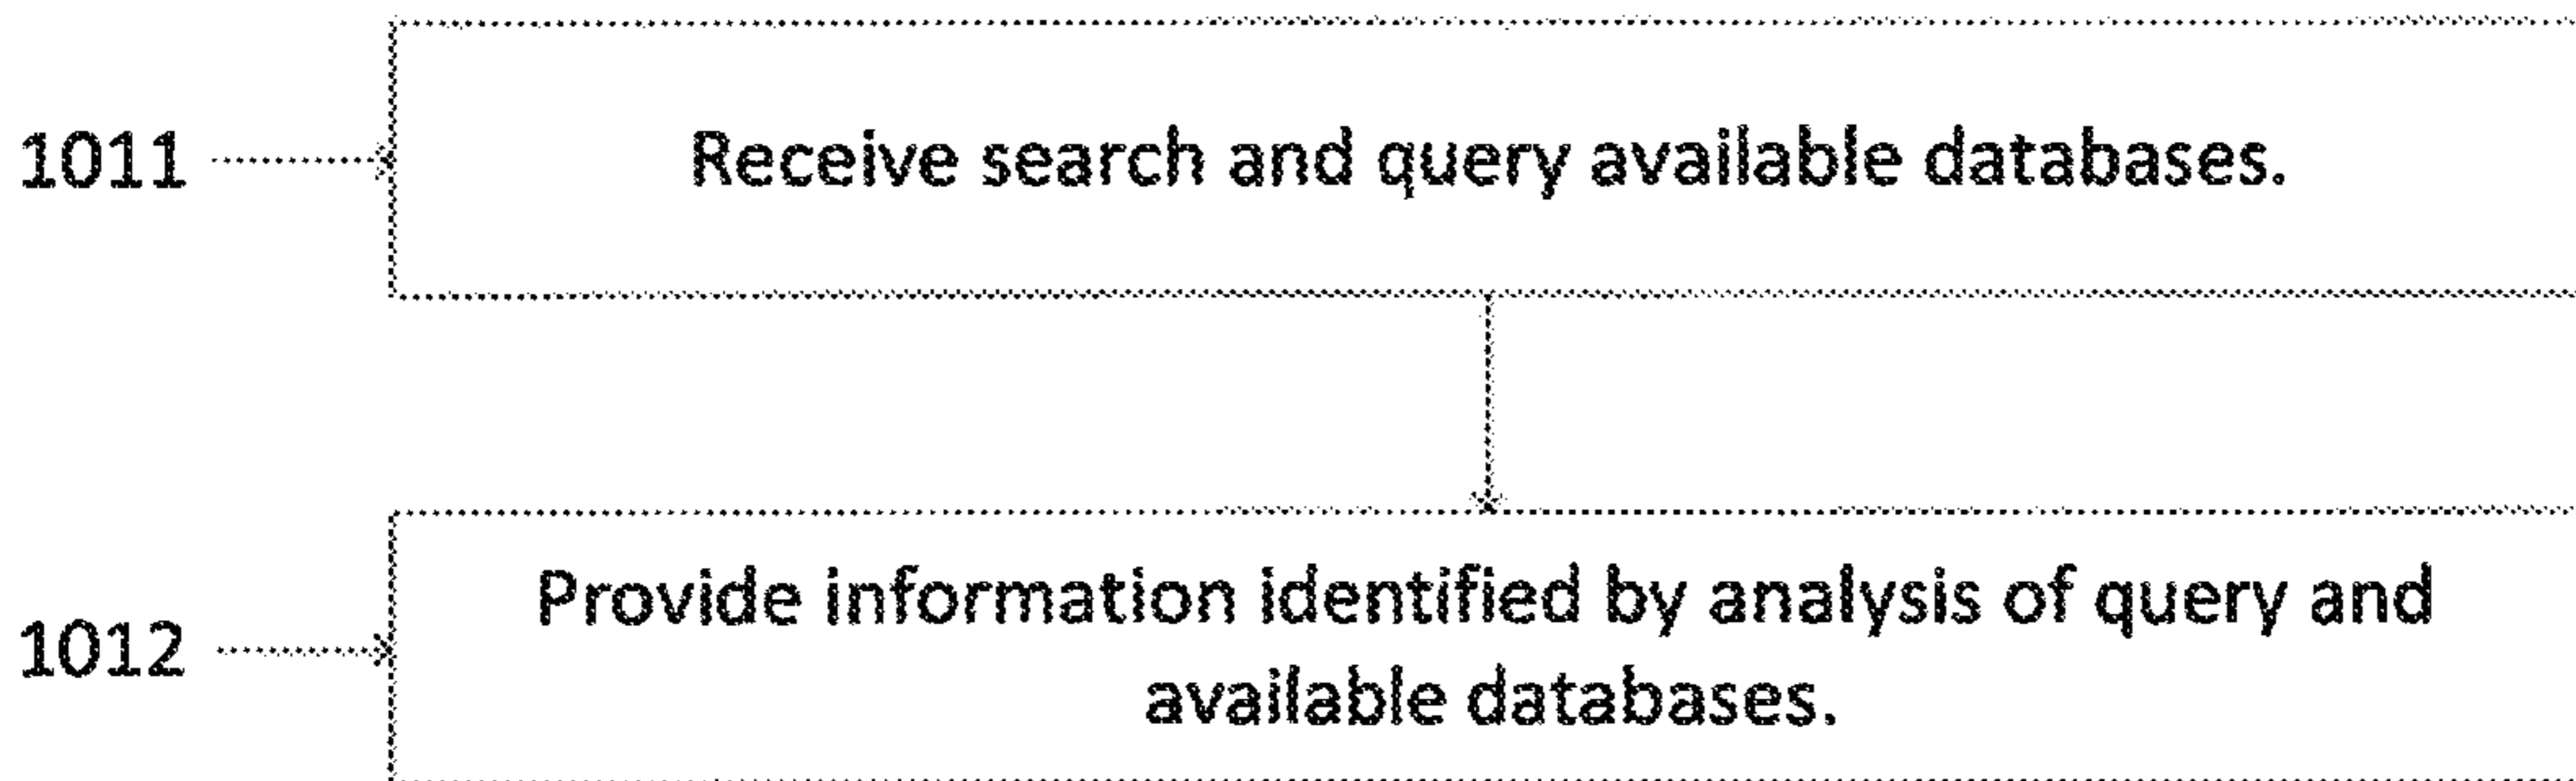 1011
Receive search and query available databases.
1012
Provide information identified by analysis of query and
available databases.